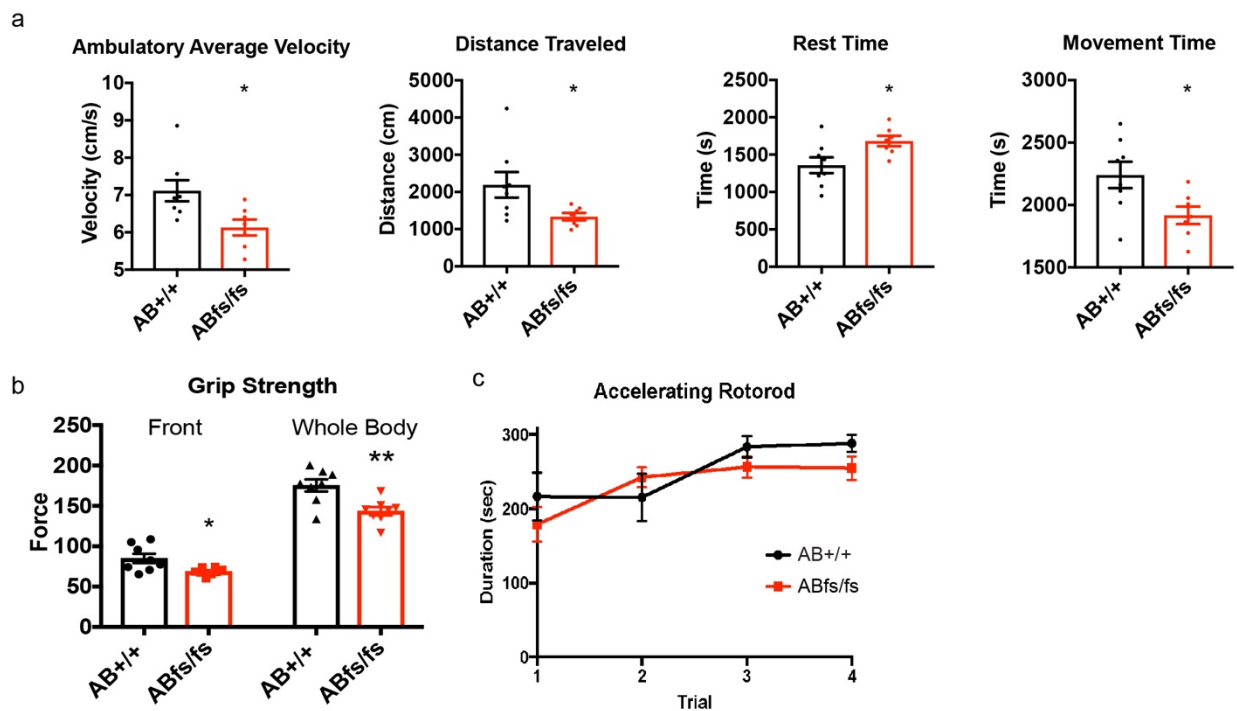 a
Ambulatory Average Velocity
Velocity (cm/s)
10
9
8
7
6
5
*
AB+/+
ABfs/fs
Distance Traveled
Distance (cm)
5000
4000
3000
2000
1000
0
*
AB+/+
ABfs/fs
Rest Time
Time (s)
2500
2000
1500
1000
500
0
*
AB+/+
ABfs/fs
Movement Time
Time (s)
3000
2500
2000
1500
*
AB+/+
ABfs/fs
b
Grip Strength
Force
250
200
150
100
50
0
Front
Whole Body
*
**
AB+/+
ABfs/fs
AB+/+
ABfs/fs
c
Accelerating Rotorod
Duration (sec)
300
200
100
0
1 2 3 4
Trial
AB+/+
ABfs/fs